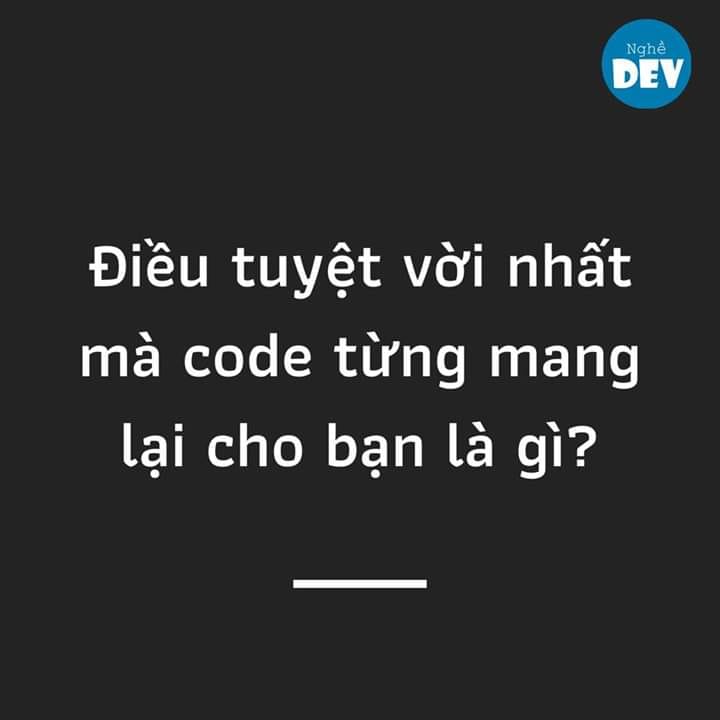 Nghề
DEV
Điều tuyệt vời nhất
mà code từng mang
lại cho bạn là gì?